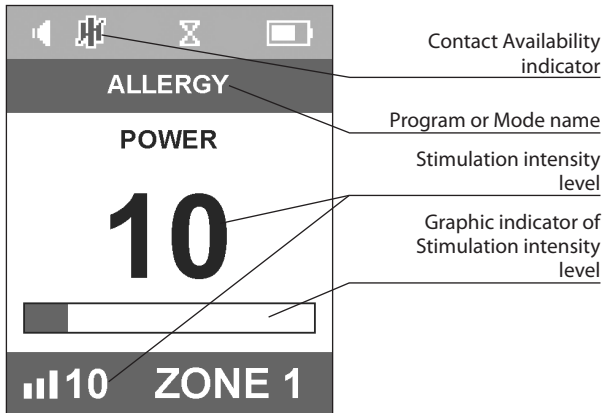 Contact Availability
indicator
ALLERGY
Program or Mode name
POWER
Stimulation intensity
level
10
Graphic indicator of
Stimulation intensity
level
10 ZONE 1